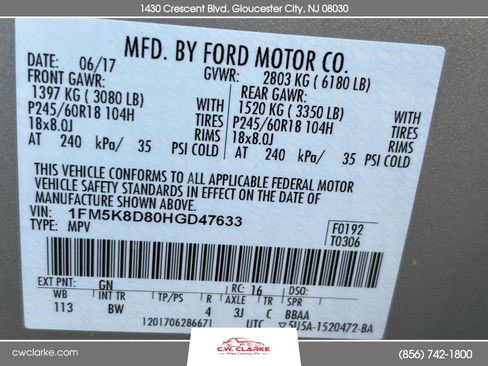 1430 Crescent Blvd, Gloucester City, NJ 08030
MFD. BY FORD MOTOR CO.
DATE: 06/17 GVWR: 2803 KG ( 6180 LB)
FRONT GAWR: REAR GAWR:
1397 KG ( 3080 LB) WITH 1520 KG ( 3350 LB) WITH
P245/60R18 104H TIRES P245/60R18 104H TIRES
18x8.0J RIMS 18x8.0J RIMS
AT 240 kPa/ 35 PSI COLD AT 240 kPa/ 35 PSI COLD
THIS VEHICLE CONFORMS TO ALL APPLICABLE FEDERAL MOTOR
VEHICLE SAFETY STANDARDS IN EFFECT ON THE DATE OF
MANUFACTURE SHOWN ABOVE.
VIN: 1FM5K8D80HGD47633 F0192
TYPE: MPV T0306
EXT PNT: GN RC: 16 DSO:
WB INT TR TP/PS R AXLE TR SPR
113 BW 4 3J C BBAA
1201706286671 UTC 5U5A-1520472-BA
C.W. CLARKE
cwclarke.com
(856) 742-1800